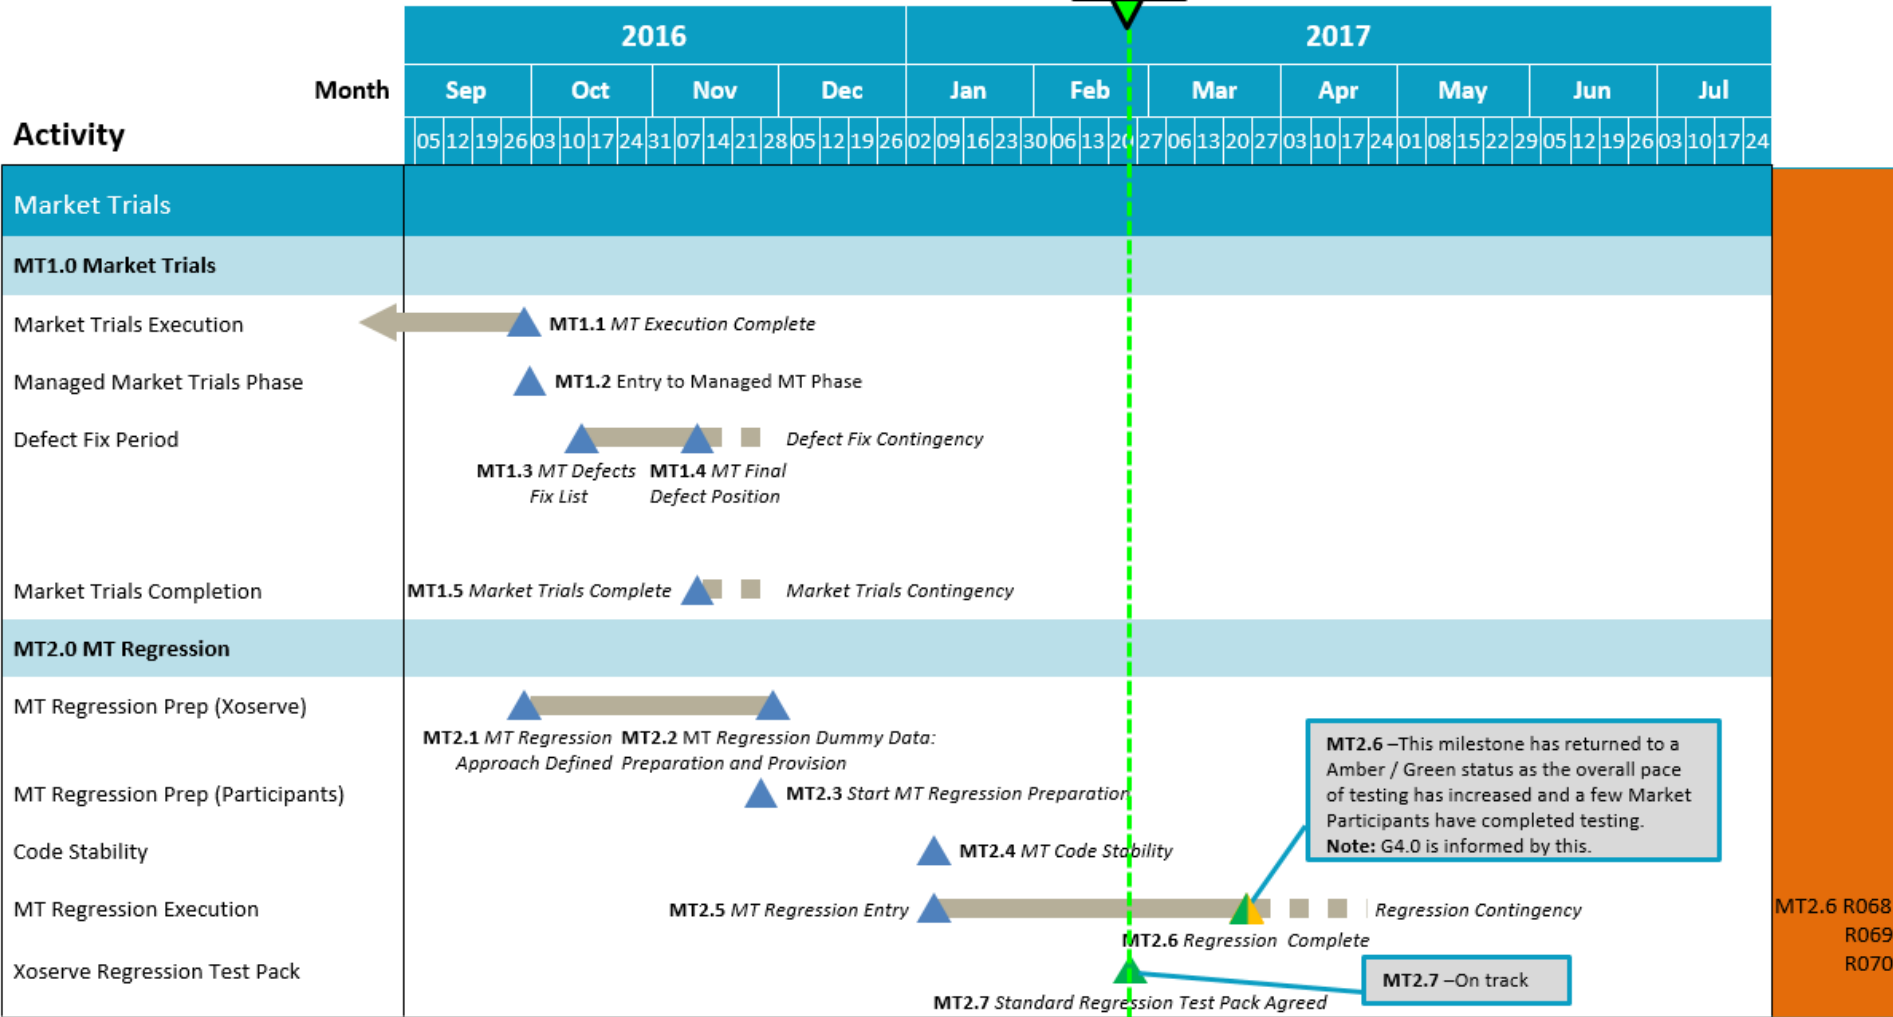 2016 2017
Month Sep Oct Nov Dec Jan Feb Mar Apr May Jun Jul
Activity 05 12 19 26 03 10 17 24 31 07 14 21 28 05 12 19 26 02 09 16 23 30 06 13 20 27 06 13 20 27 03 10 17 24 01 08 15 22 29 05 12 19 26 03 10 17 24
Market Trials
MT1.0 Market Trials
Market Trials Execution MT1.1 MT Execution Complete
Managed Market Trials Phase MT1.2 Entry to Managed MT Phase
Defect Fix Period Defect Fix Contingency
MT1.3 MT Defects MT1.4 MT Final
Fix List Defect Position
Market Trials Completion MT1.5 Market Trials Complete Market Trials Contingency
MT2.0 MT Regression
MT Regression Prep (Xoserve)
MT2.1 MT Regression MT2.2 MT Regression Dummy Data:
Approach Defined Preparation and Provision
MT Regression Prep (Participants) MT2.3 Start MT Regression Preparation
MT2.6 –This milestone has returned to a
Amber / Green status as the overall pace
of testing has increased and a few Market
Participants have completed testing.
Note: G4.0 is informed by this.
Code Stability MT2.4 MT Code Stability
MT Regression Execution MT2.5 MT Regression Entry Regression Contingency MT2.6 R068
MT2.6 Regression Complete R069
Xoserve Regression Test Pack MT2.7 –On track R070
MT2.7 Standard Regression Test Pack Agreed